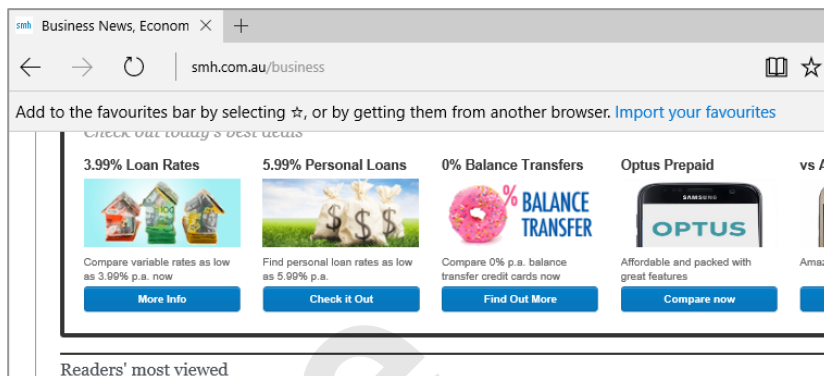 smh Business News, Econom
smh.com.au/business
Add to the favourites bar by selecting ☆, or by getting them from another browser. Import your favourites
Check out today's best deals
3.99% Loan Rates
Compare variable rates as low
as 3.99% p.a. now
More Info
5.99% Personal Loans
$ $ $
Find personal loan rates as low
as 5.99% p.a.
Check it Out
0% Balance Transfers
% BALANCE
TRANSFER
Compare 0% p.a. balance
transfer credit cards now
Find Out More
Optus Prepaid
SAMSUNG
OPTUS
Affordable and packed with
great features
Compare now
vs A
Amaz
Readers' most viewed